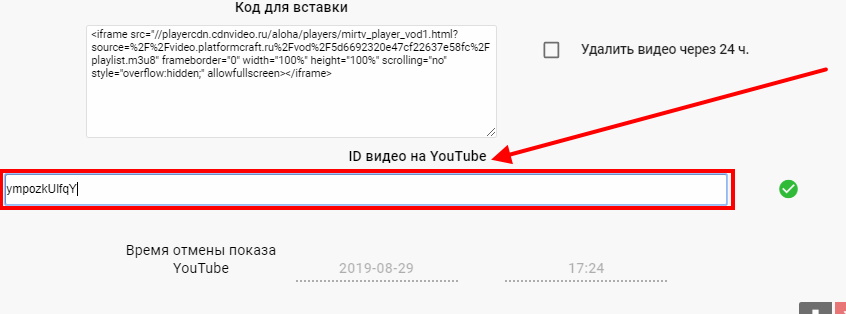 Код для вставки
<iframe src="//playercdn.cdnvideo.ru/aloha/players/mirtv_player_vod1.html?
source=%2F%2Fvideo.platformcraft.ru%2Fvod%2F5d6692320e47cf22637e58fc%2F
playlist.m3u8" frameborder="0" width="100%" height="100%" scrolling="no"
style="overflow:hidden;" allowfullscreen></iframe>
Удалить видео через 24 ч.
ID видео на YouTube
ympozkUlfqY
Время отмены показа
YouTube
2019-08-29
17:24